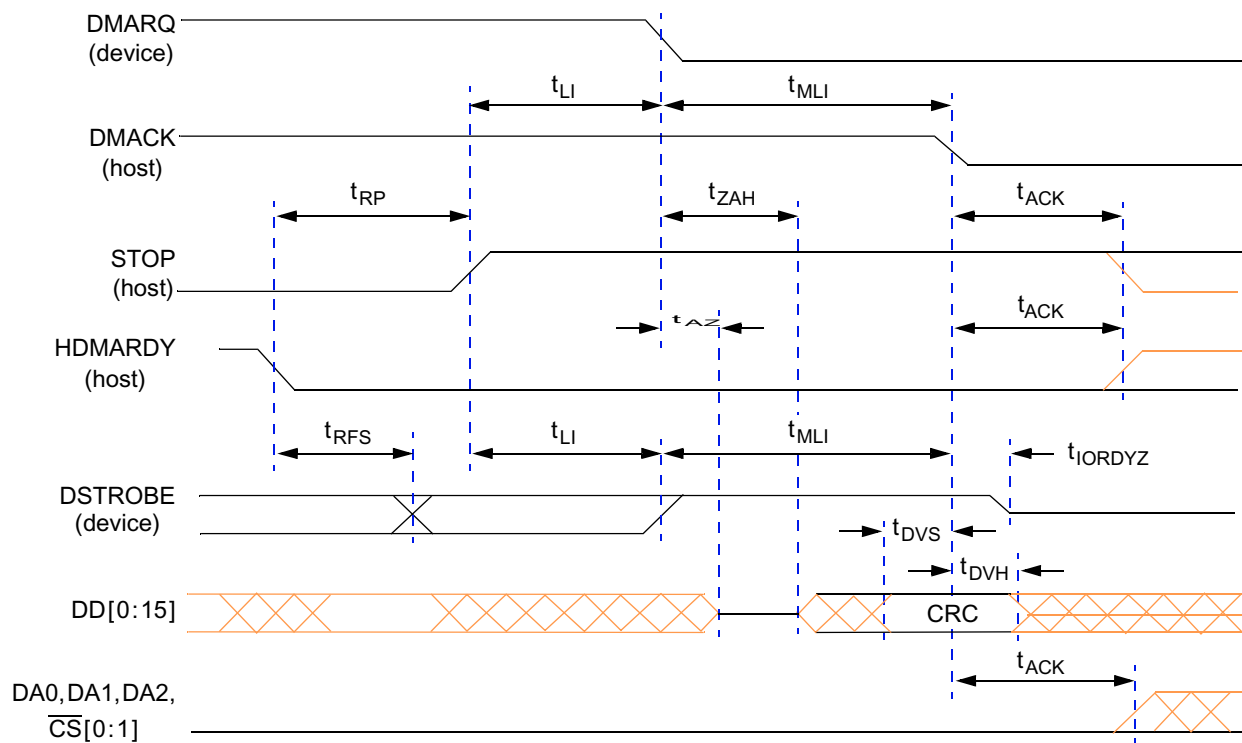 DMARQ
(device)
tLI tMLI
DMACK
(host)
tRP tZAH tACK
STOP
(host)
tAZ tACK
HDMARDY
(host)
tRFS tLI tMLI tIORDYZ
DSTROBE
(device)
tDVS
tDVH
DD[0:15] CRC
tACK
DA0,DA1,DA2,
C̅S̅[0:1]